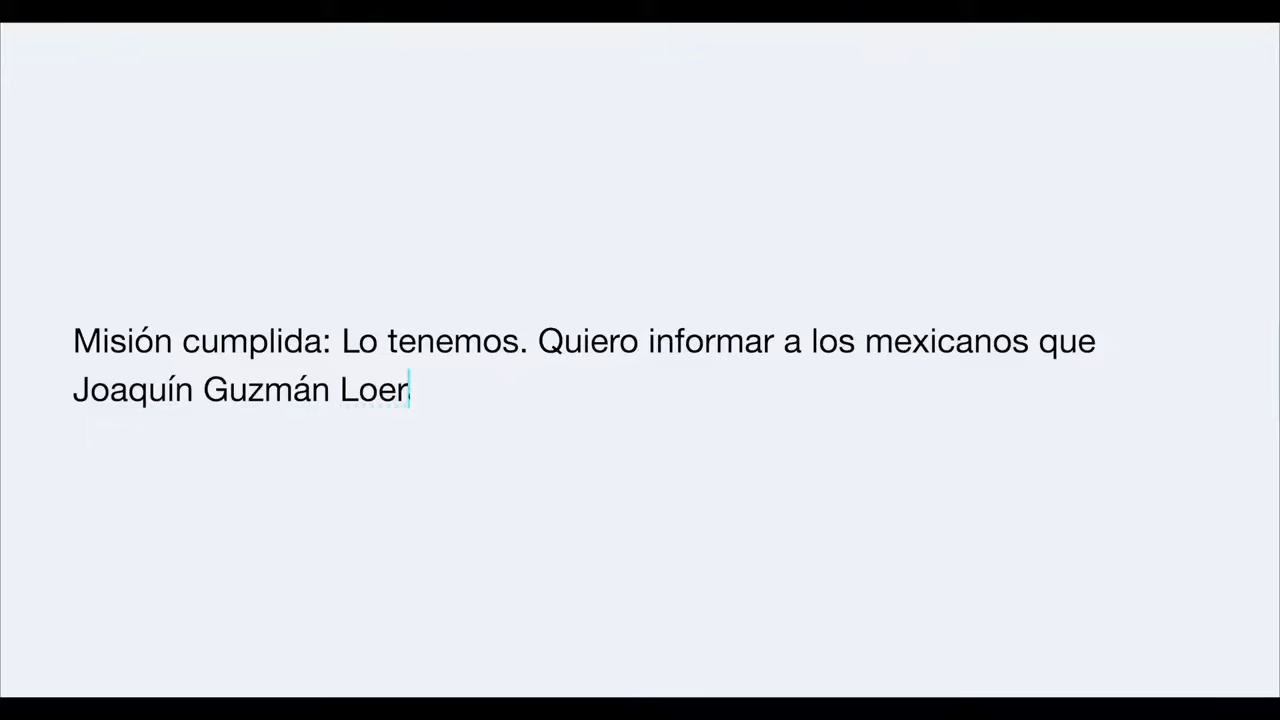 Misión cumplida: Lo tenemos. Quiero informar a los mexicanos que
Joaquín Guzmán Loer